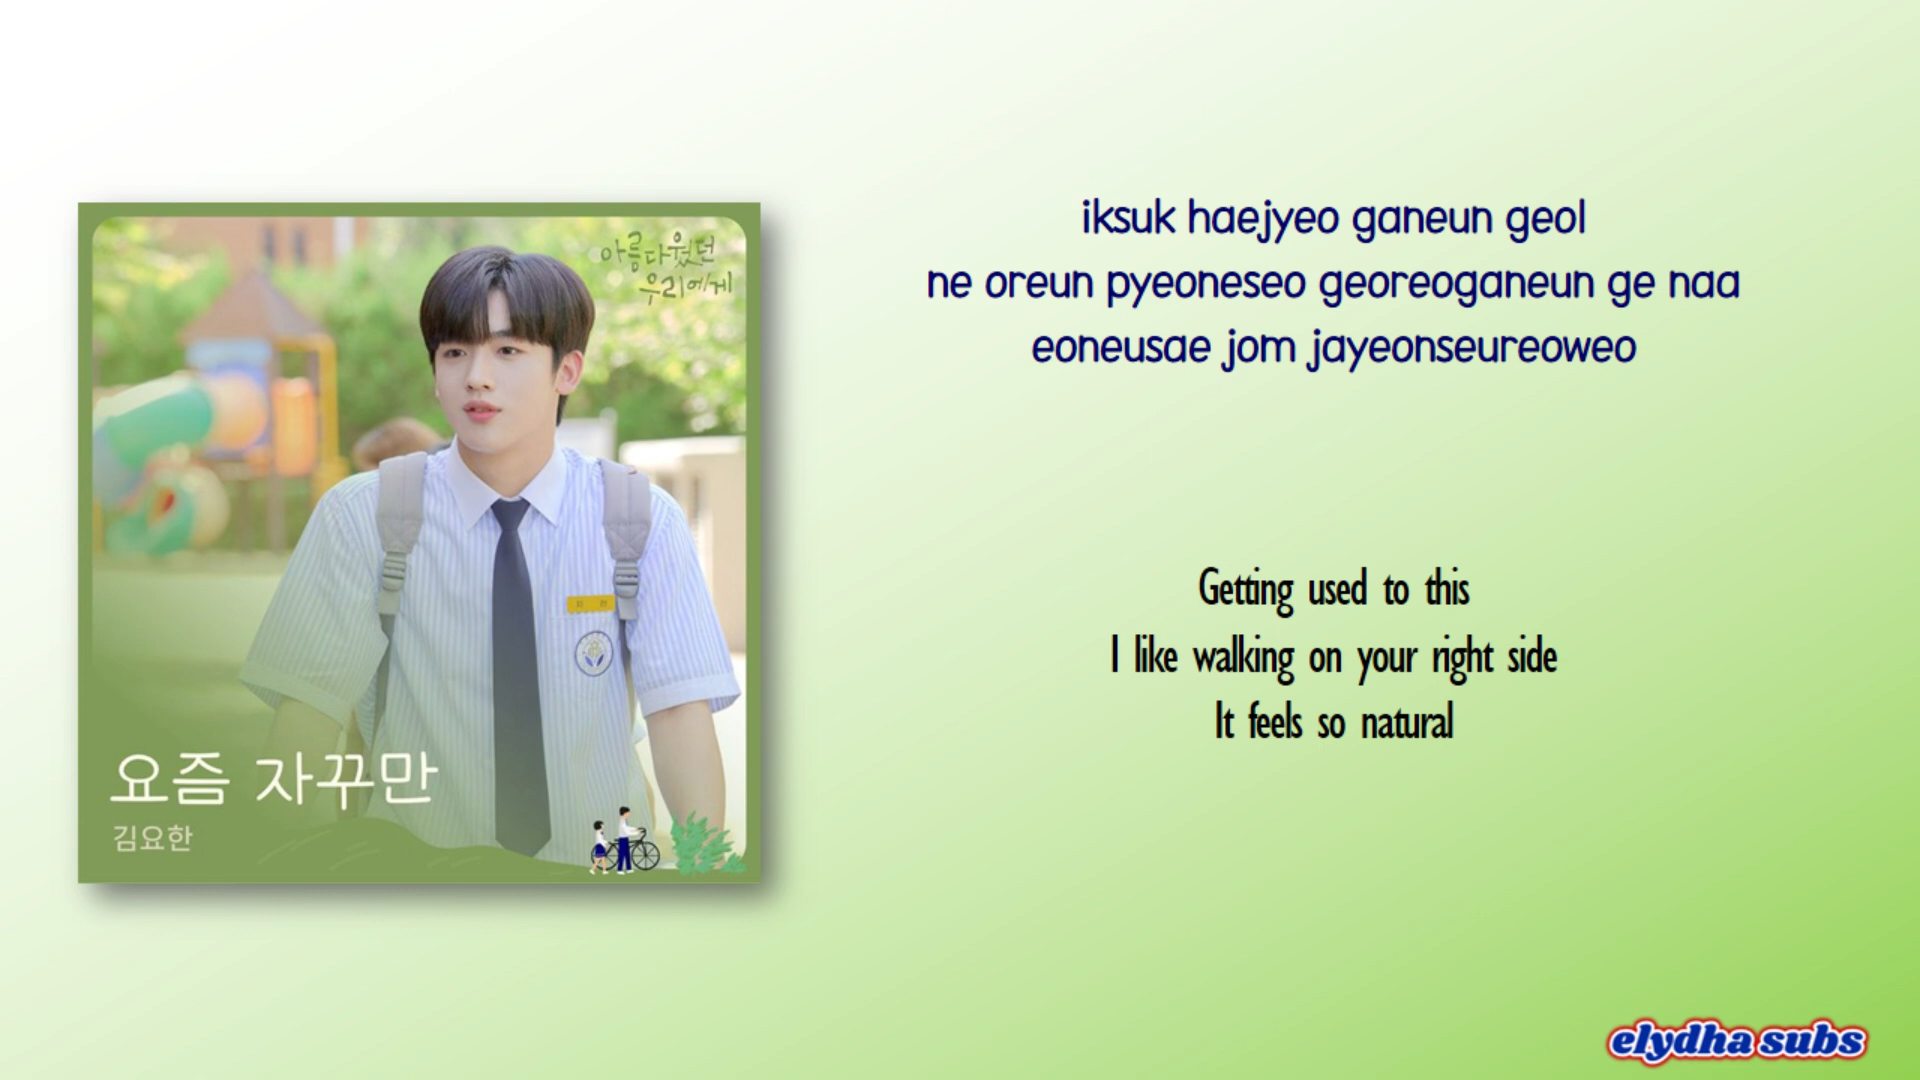 아름다웠던
우리에게
요즘 자꾸만
김요한
iksuk haejyeo ganeun geol
ne oreun pyeoneseo georeoganeun ge naa
eoneusae jom jayeonseureoweo
Getting used to this
I like walking on your right side
It feels so natural
elydha subs